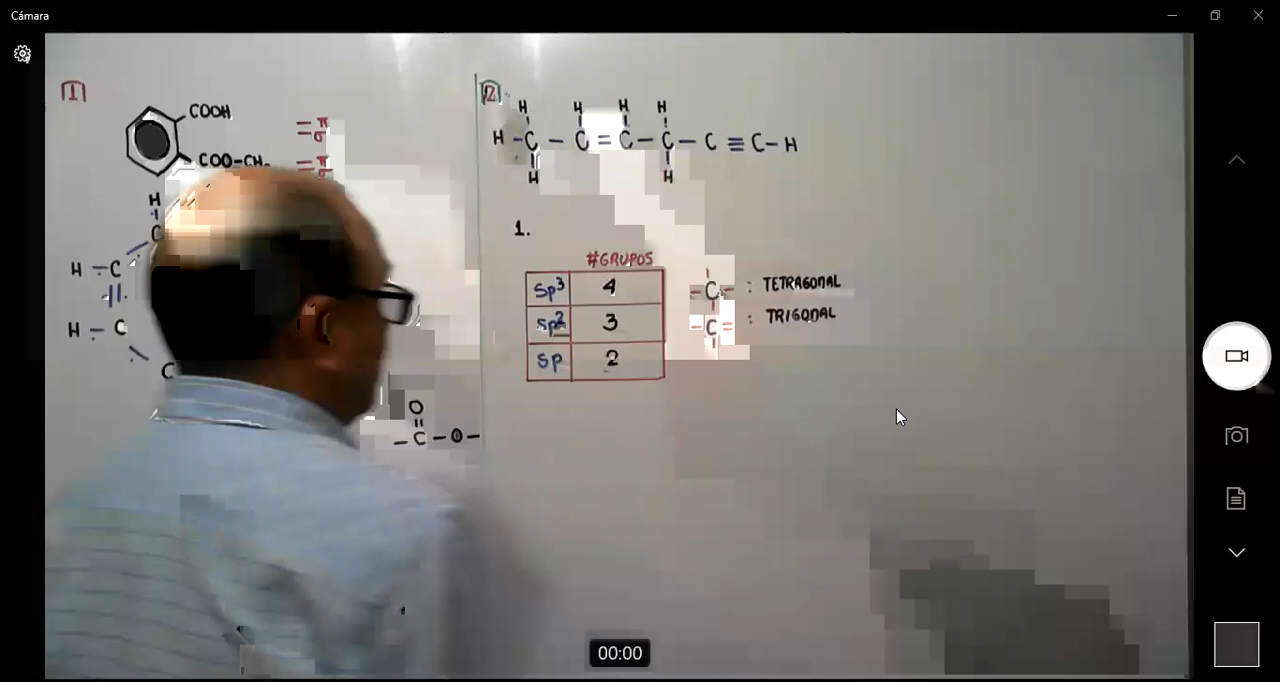 Cámara
1
COOH
COO-CH
= π
σ
= π
σ
H
C
H - C
H - C
C
O
=
- C - O -
2
H H H H
H - C - C = C - C - C ≡ C - H
H H
1.
#GRUPOS
Sp³ 4
Sp² 3
Sp 2
- C - : TETRAGONAL
- C = : TRIGONAL
00:00